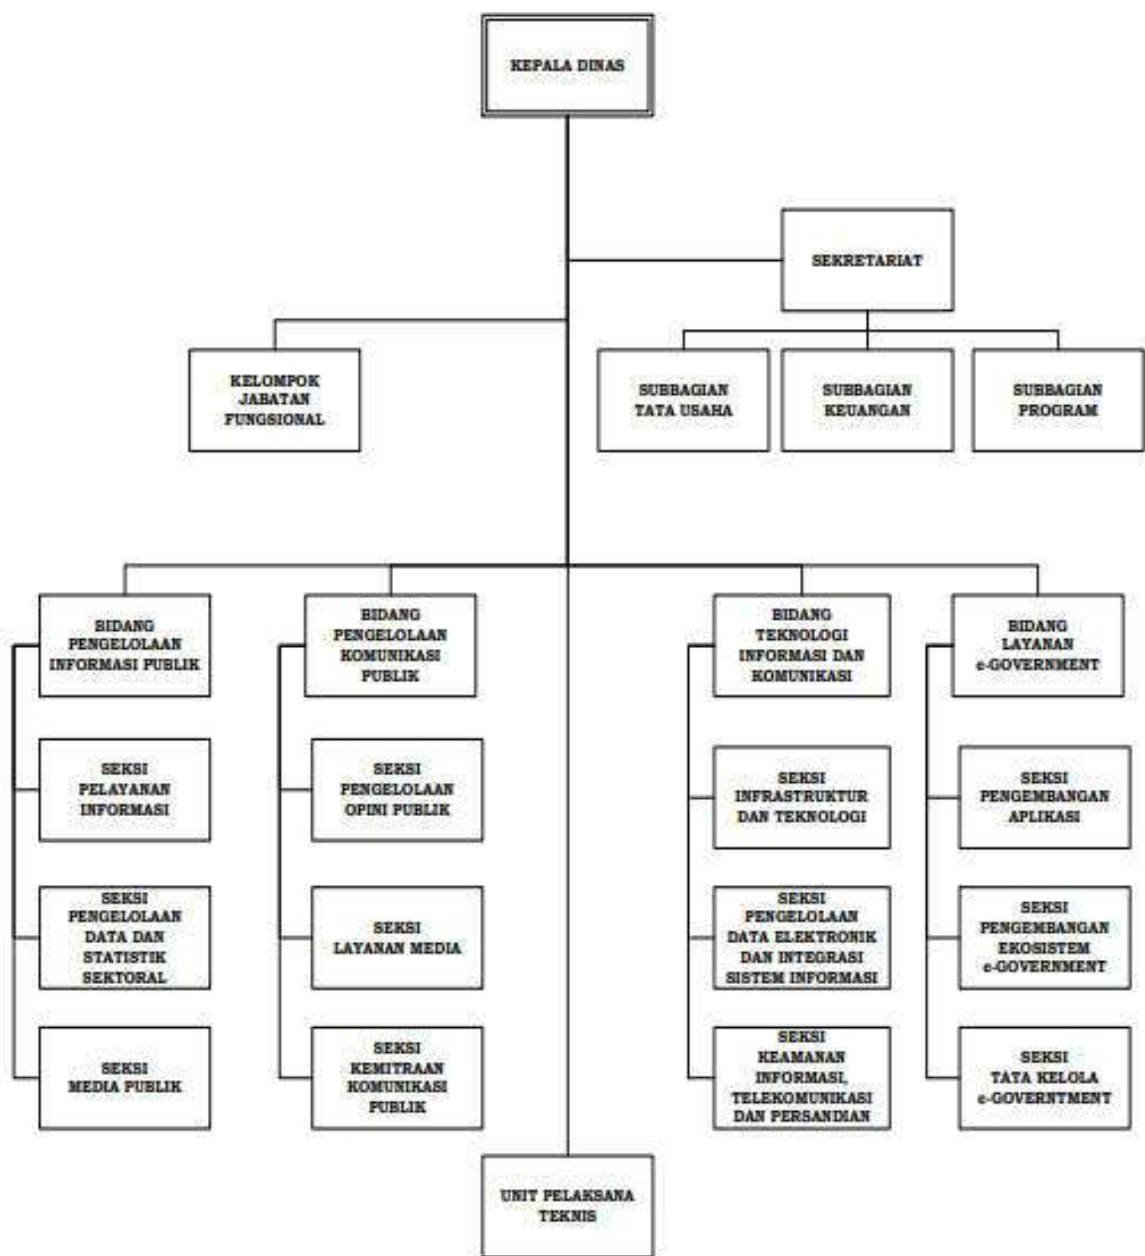 KEPALA DINAS
SEKRETARIAT
KELOMPOK
JABATAN
FUNGSIONAL
SUBBAGIAN
TATA USAHA
SUBBAGIAN
KEUANGAN
SUBBAGIAN
PROGRAM
BIDANG
PENGELOLAAN
INFORMASI PUBLIK
BIDANG
PENGELOLAAN
KOMUNIKASI
PUBLIK
BIDANG
TEKNOLOGI
INFORMASI DAN
KOMUNIKASI
BIDANG
LAYANAN
e-GOVERNMENT
SEKSI
PELAYANAN
INFORMASI
SEKSI
PENGELOLAAN
OPINI PUBLIK
SEKSI
INFRASTRUKTUR
DAN TEKNOLOGI
SEKSI
PENGEMBANGAN
APLIKASI
SEKSI
PENGELOLAAN
DATA DAN
STATISTIK
SEKTORAL
SEKSI
LAYANAN MEDIA
SEKSI
PENGELOLAAN
DATA ELEKTRONIK
DAN INTEGRASI
SISTEM INFORMASI
SEKSI
PENGEMBANGAN
EKOSISTEM
e-GOVERNMENT
SEKSI
MEDIA PUBLIK
SEKSI
KEMITRAAN
KOMUNIKASI
PUBLIK
SEKSI
KEAMANAN
INFORMASI,
TELEKOMUNIKASI
DAN PERSANDIAN
SEKSI
TATA KELOLA
e-GOVERNTMENT
UNIT PELAKSANA
TEKNIS